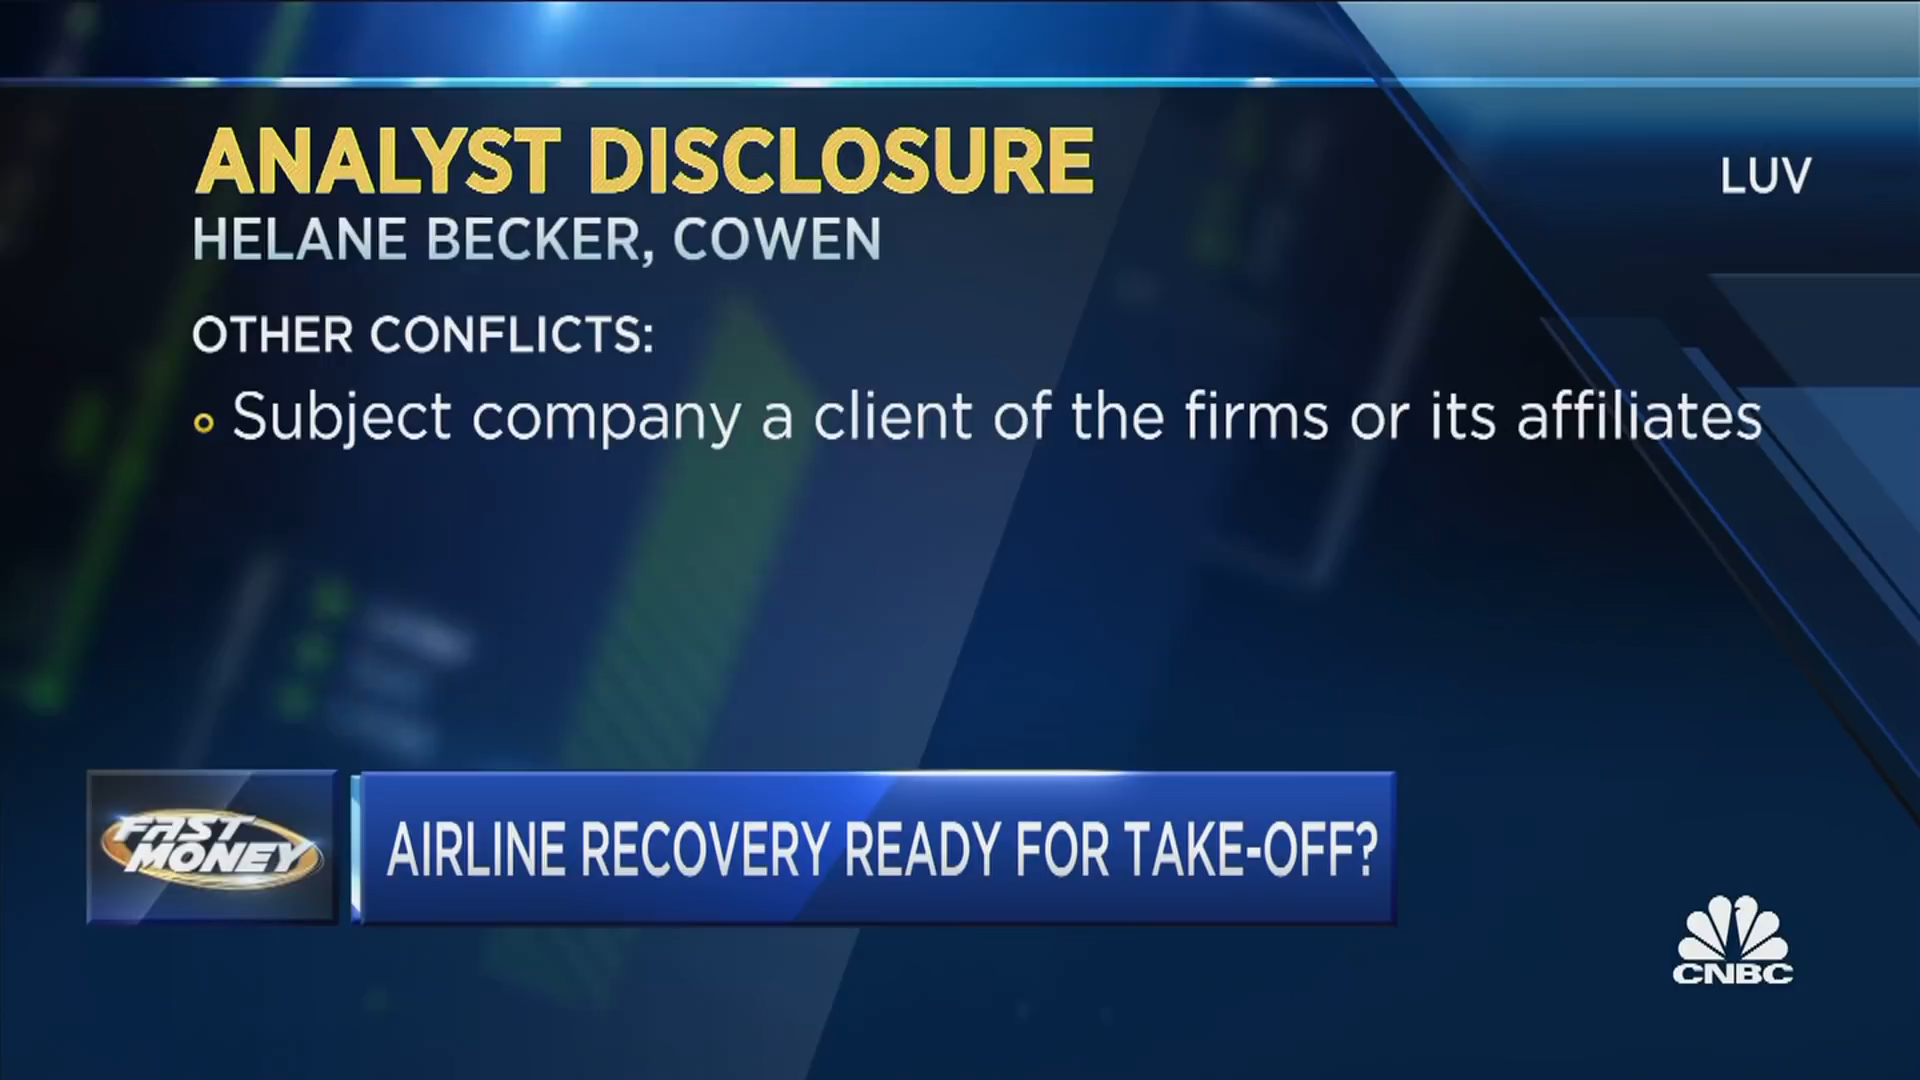 ANALYST DISCLOSURE
LUV
HELANE BECKER, COWEN
OTHER CONFLICTS:
Subject company a client of the firms or its affiliates
FAST
MONEY
AIRLINE RECOVERY READY FOR TAKE-OFF?
CNBC